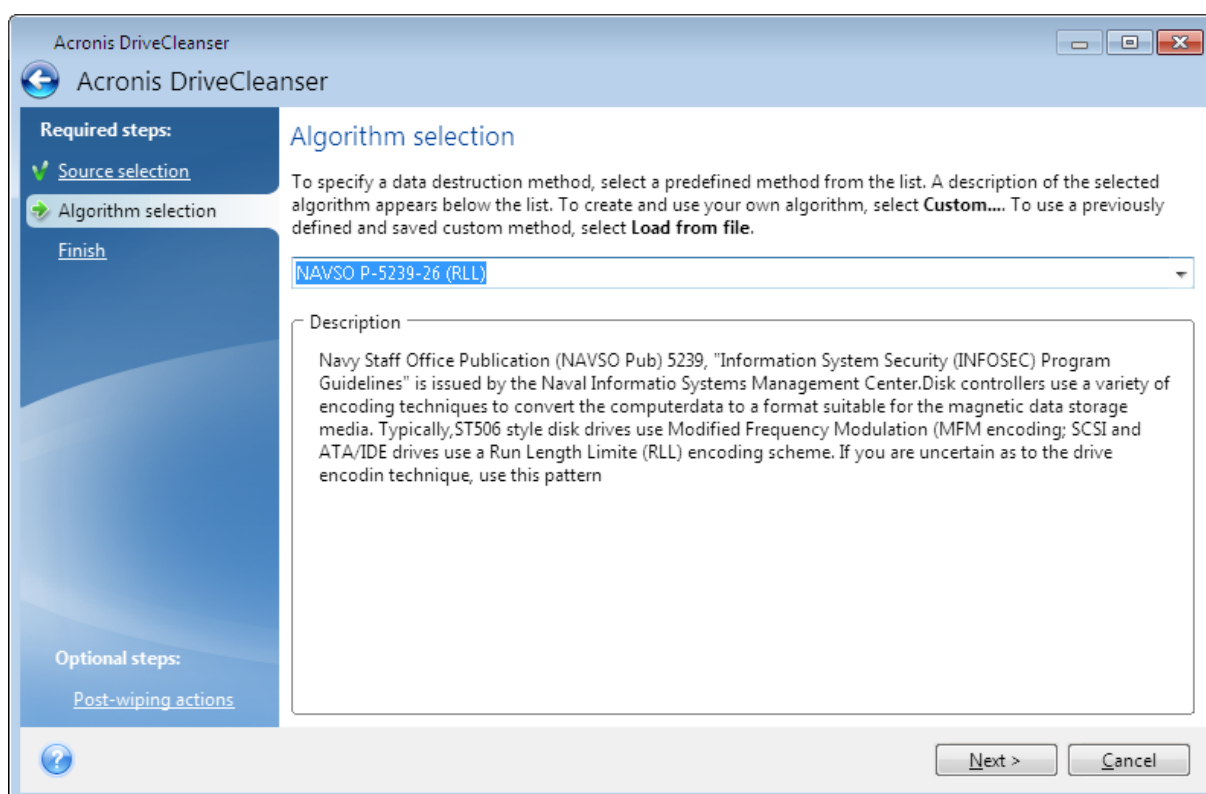 Acronis DriveCleanser
Acronis DriveCleanser
Required steps:
Source selection
Algorithm selection
Finish
Optional steps:
Post-wiping actions
Algorithm selection
To specify a data destruction method, select a predefined method from the list. A description of the selected
algorithm appears below the list. To create and use your own algorithm, select Custom.... To use a previously
defined and saved custom method, select Load from file.
NAVSO P-5239-26 (RLL)
Description
Navy Staff Office Publication (NAVSO Pub) 5239, "Information System Security (INFOSEC) Program
Guidelines" is issued by the Naval Informatio Systems Management Center.Disk controllers use a variety of
encoding techniques to convert the computerdata to a format suitable for the magnetic data storage
media. Typically,ST506 style disk drives use Modified Frequency Modulation (MFM encoding; SCSI and
ATA/IDE drives use a Run Length Limite (RLL) encoding scheme. If you are uncertain as to the drive
encodin technique, use this pattern
?
Next >
Cancel